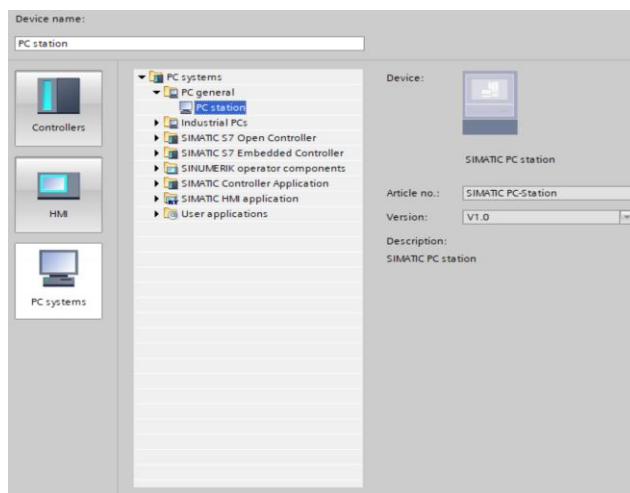 Device name:
PC station
Controllers
HMI
PC systems
PC systems
PC general
PC station
Industrial PCs
SIMATIC S7 Open Controller
SIMATIC S7 Embedded Controller
SINUMERIK operator components
SIMATIC Controller Application
SIMATIC HMI application
User applications
Device:
SIMATIC PC station
Article no.: SIMATIC PC-Station
Version: V1.0
Description:
SIMATIC PC station